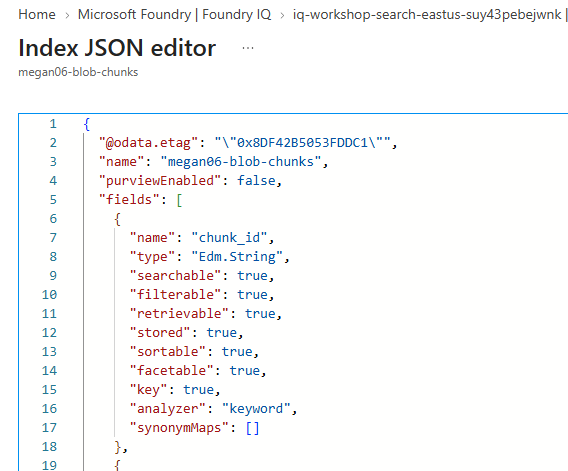 Home > Microsoft Foundry | Foundry IQ > iq-workshop-search-eastus-suy43pebejwnk |
Index JSON editor ...
megan06-blob-chunks
1 {
2 "@odata.etag": "\"0x8DF42B5053FDDC1\"",
3 "name": "megan06-blob-chunks",
4 "purviewEnabled": false,
5 "fields": [
6 {
7 "name": "chunk_id",
8 "type": "Edm.String",
9 "searchable": true,
10 "filterable": true,
11 "retrievable": true,
12 "stored": true,
13 "sortable": true,
14 "facetable": true,
15 "key": true,
16 "analyzer": "keyword",
17 "synonymMaps": []
18 },
19 {